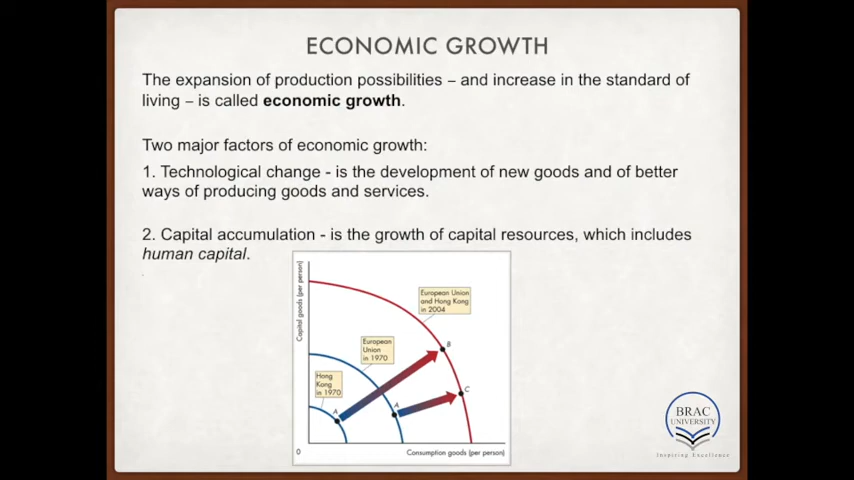 ECONOMIC GROWTH
The expansion of production possibilities – and increase in the standard of
living – is called economic growth.
Two major factors of economic growth:
1. Technological change - is the development of new goods and of better
ways of producing goods and services.
2. Capital accumulation - is the growth of capital resources, which includes
human capital.
Capital goods (per person)
European Union
and Hong Kong
in 2004
European
Union
in 1970
Hong
Kong
in 1970
B
C
A
A
0
Consumption goods (per person)
BRAC
UNIVERSITY
Inspiring Excellence